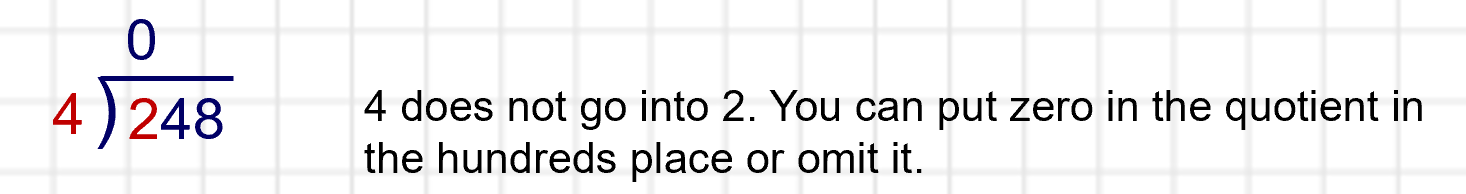 0
4 ) 248
4 does not go into 2. You can put zero in the quotient in
the hundreds place or omit it.